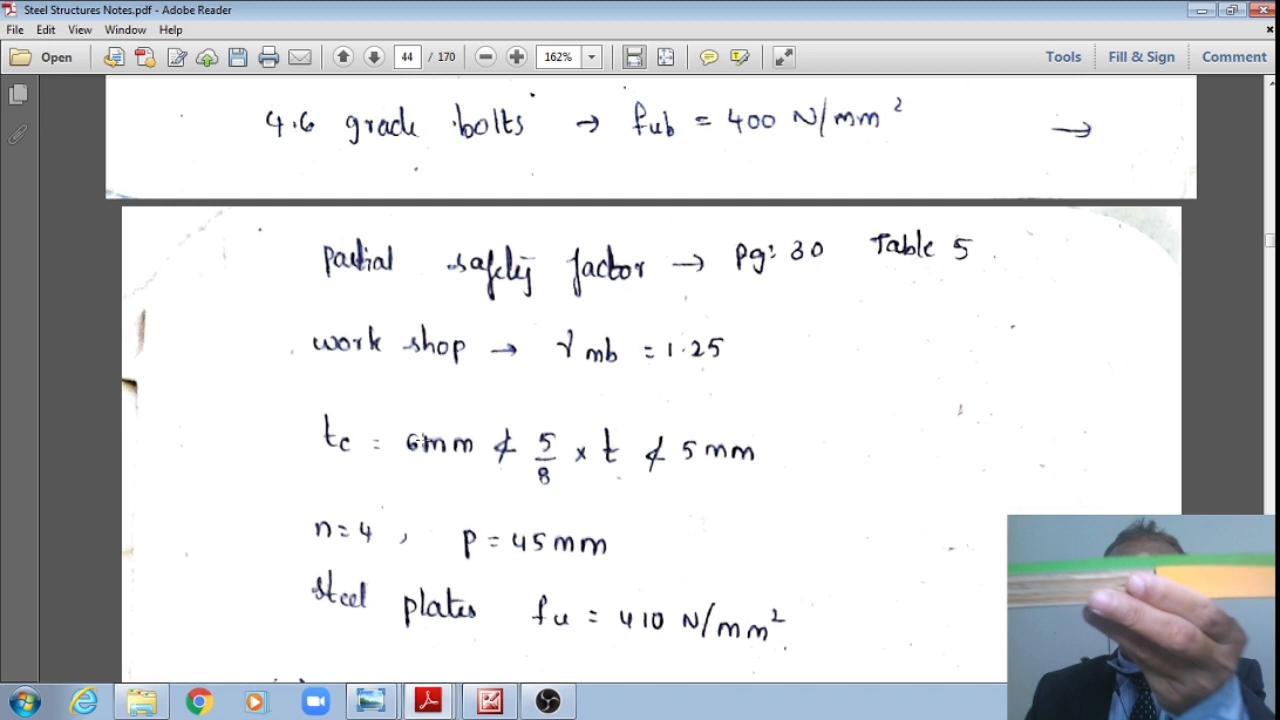 Steel Structures Notes.pdf - Adobe Reader
File Edit View Window Help
Open 44 / 170 162% Tools Fill & Sign Comment
4.6 grade bolts → fub = 400 N/mm² →
partial safety factor → pg: 30 Table 5
work shop → γmb = 1.25
tc = 6mm ≮ 5/8 × t ≮ 5mm
n=4 , p = 45mm
steel plates fu = 410 N/mm²